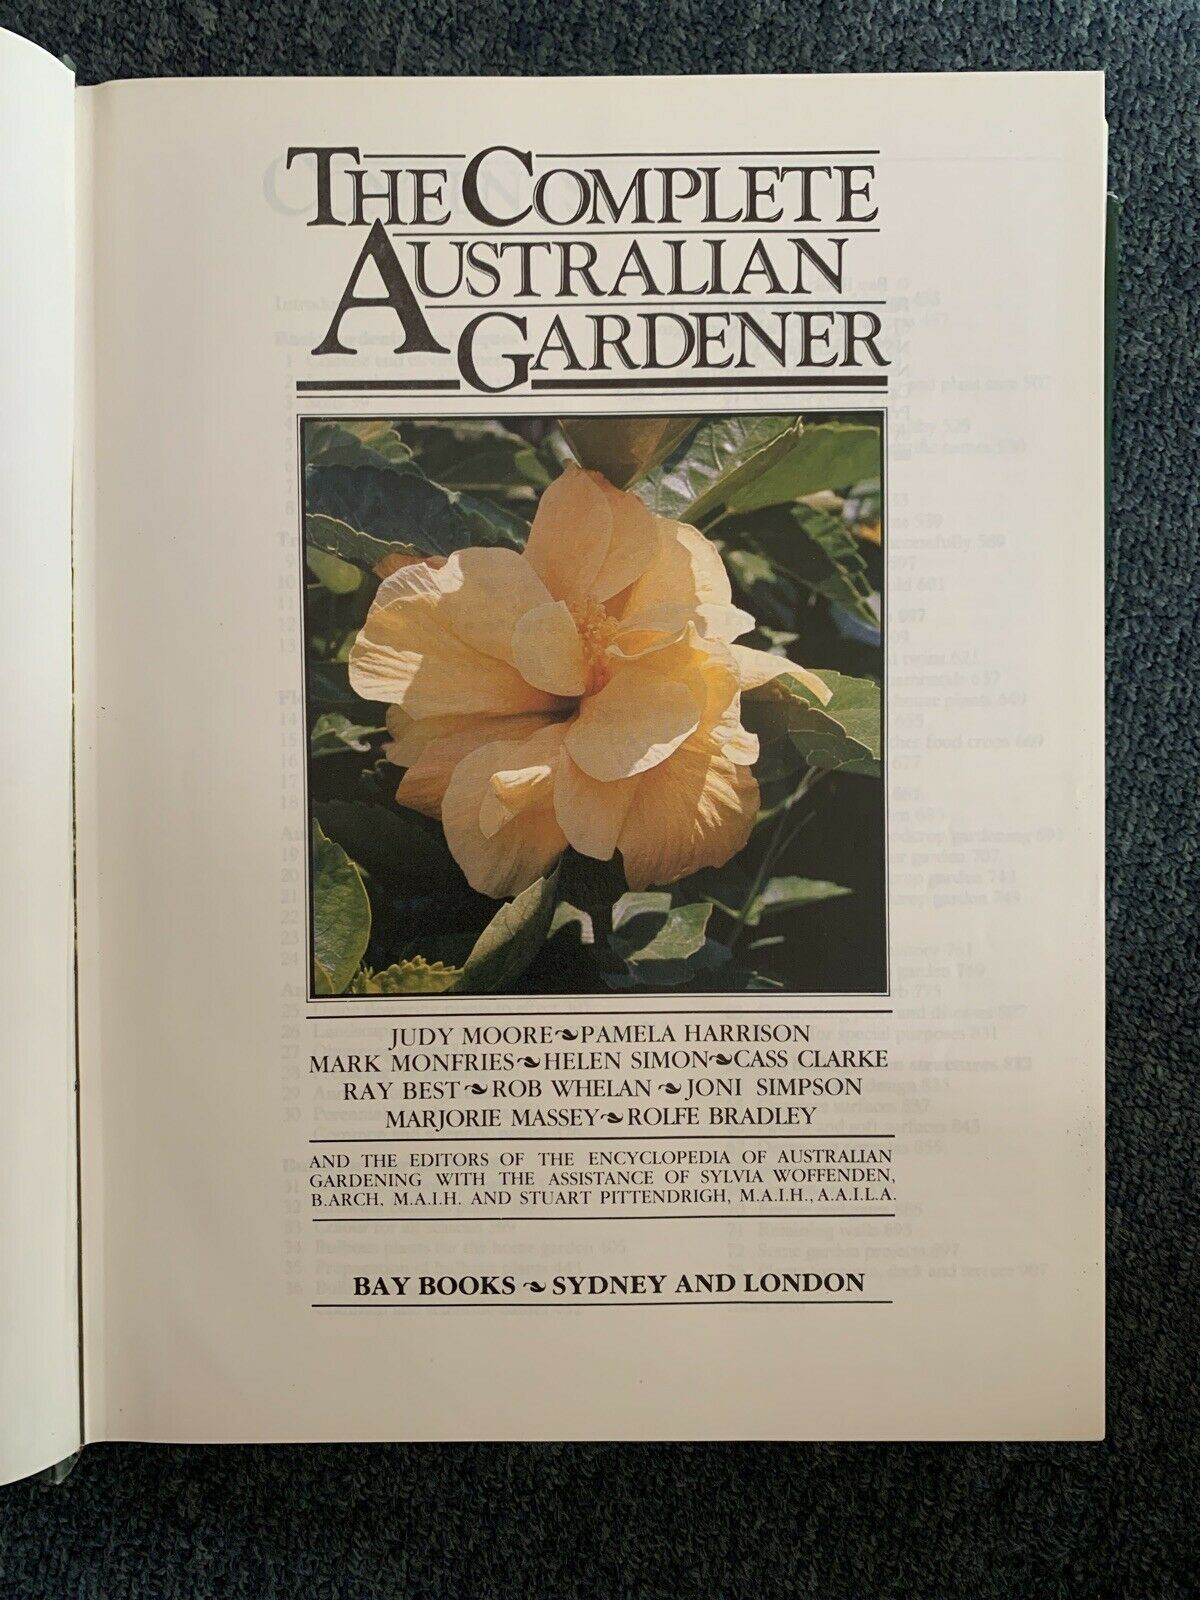 THE COMPLETE
AUSTRALIAN
GARDENER
JUDY MOORE❧PAMELA HARRISON
MARK MONFRIES❧HELEN SIMON❧CASS CLARKE
RAY BEST❧ROB WHELAN❧JONI SIMPSON
MARJORIE MASSEY❧ROLFE BRADLEY
AND THE EDITORS OF THE ENCYCLOPEDIA OF AUSTRALIAN
GARDENING WITH THE ASSISTANCE OF SYLVIA WOFFENDEN,
B.ARCH, M.A.I.H. AND STUART PITTENDRIGH, M.A.I.H., A.A.I.L.A.
BAY BOOKS❧SYDNEY AND LONDON